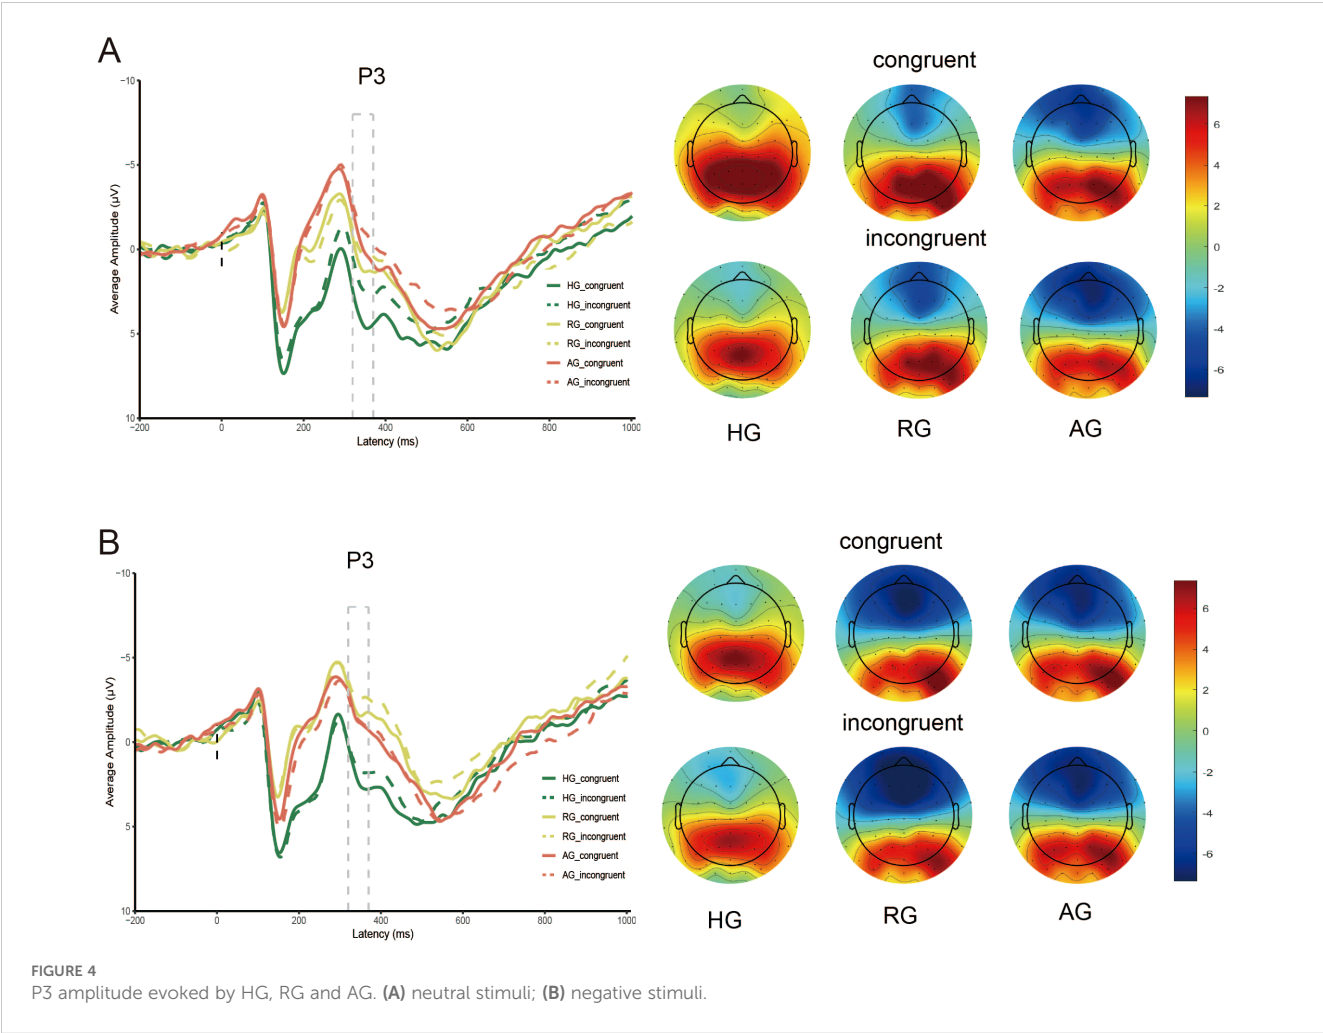 A
P3
congruent
−10
−5
0
5
10
Average Amplitude (μV)
−200
0
200
400
600
800
1000
Latency (ms)
HG_congruent
HG_incongruent
RG_congruent
RG_incongruent
AG_congruent
AG_incongruent
incongruent
HG
RG
AG
6
4
2
0
-2
-4
-6
B
P3
congruent
−10
−5
0
5
10
Average Amplitude (μV)
−200
0
200
400
600
800
1000
Latency (ms)
HG_congruent
HG_incongruent
RG_congruent
RG_incongruent
AG_congruent
AG_incongruent
incongruent
HG
RG
AG
6
4
2
0
-2
-4
-6
FIGURE 4
P3 amplitude evoked by HG, RG and AG. (A) neutral stimuli; (B) negative stimuli.